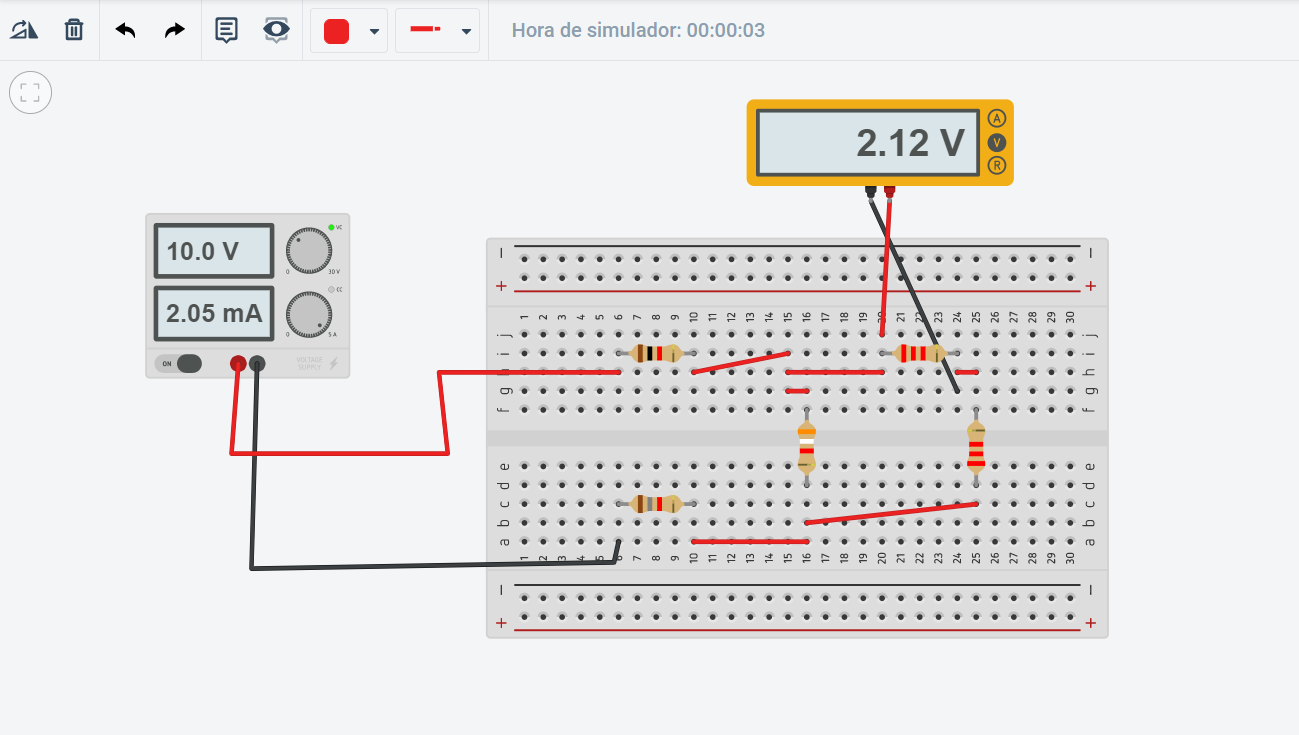 Hora de simulador: 00:00:03
2.12 V
A
V
R
10.0 V
VC
0 30 V
2.05 mA
CC
0 5 A
ON
VOLTAGE
SUPPLY
− −
+ +
1 2 3 4 5 6 7 8 9 10 11 12 13 14 15 16 17 18 19 20 21 22 23 24 25 26 27 28 29 30
j j
i i
h h
g g
f f
e e
d d
c c
b b
a a
1 2 3 4 5 6 7 8 9 10 11 12 13 14 15 16 17 18 19 20 21 22 23 24 25 26 27 28 29 30
− −
+ +